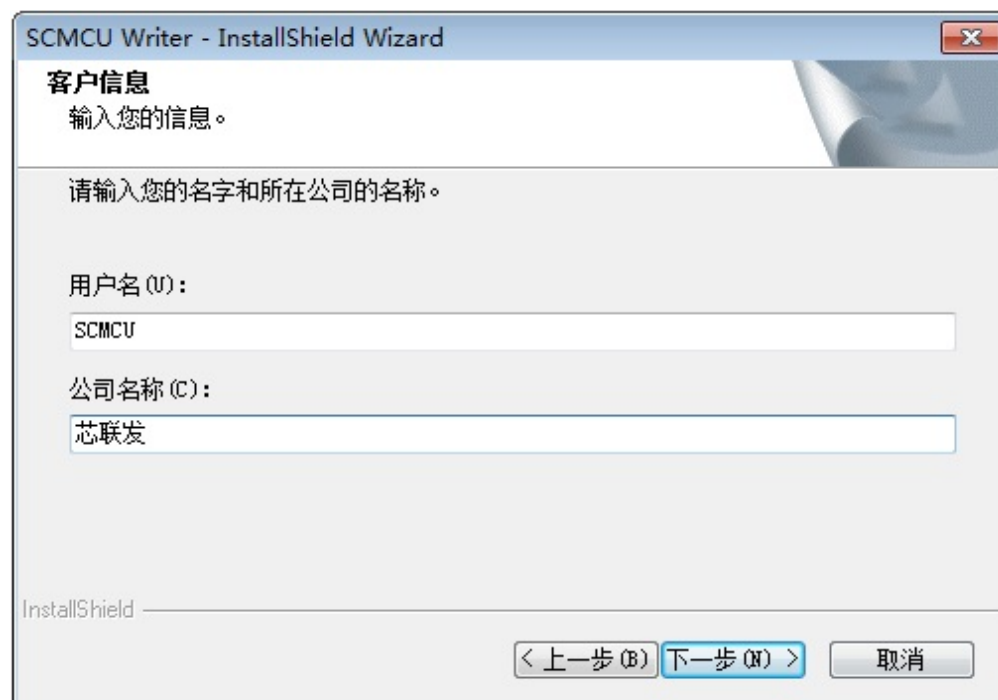 SCMCU Writer - InstallShield Wizard
客户信息
输入您的信息。
请输入您的名字和所在公司的名称。
用户名(U):
SCMCU
公司名称(C):
芯联发
InstallShield
< 上一步(B) 下一步(N) > 取消